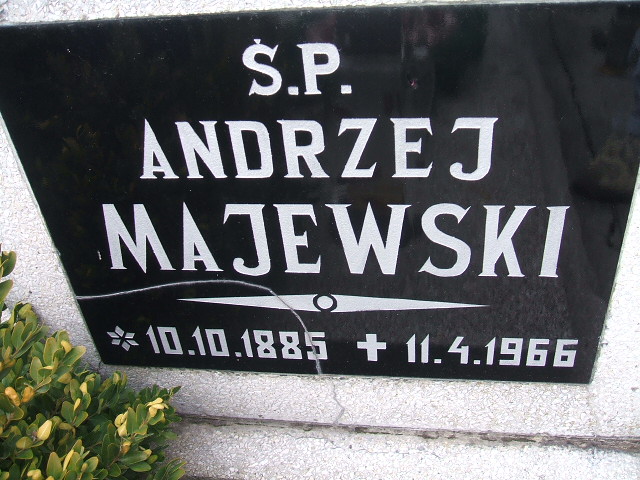 Ś.P.
ANDRZEJ
MAJEWSKI
* 10.10.1885 + 11.4.1966